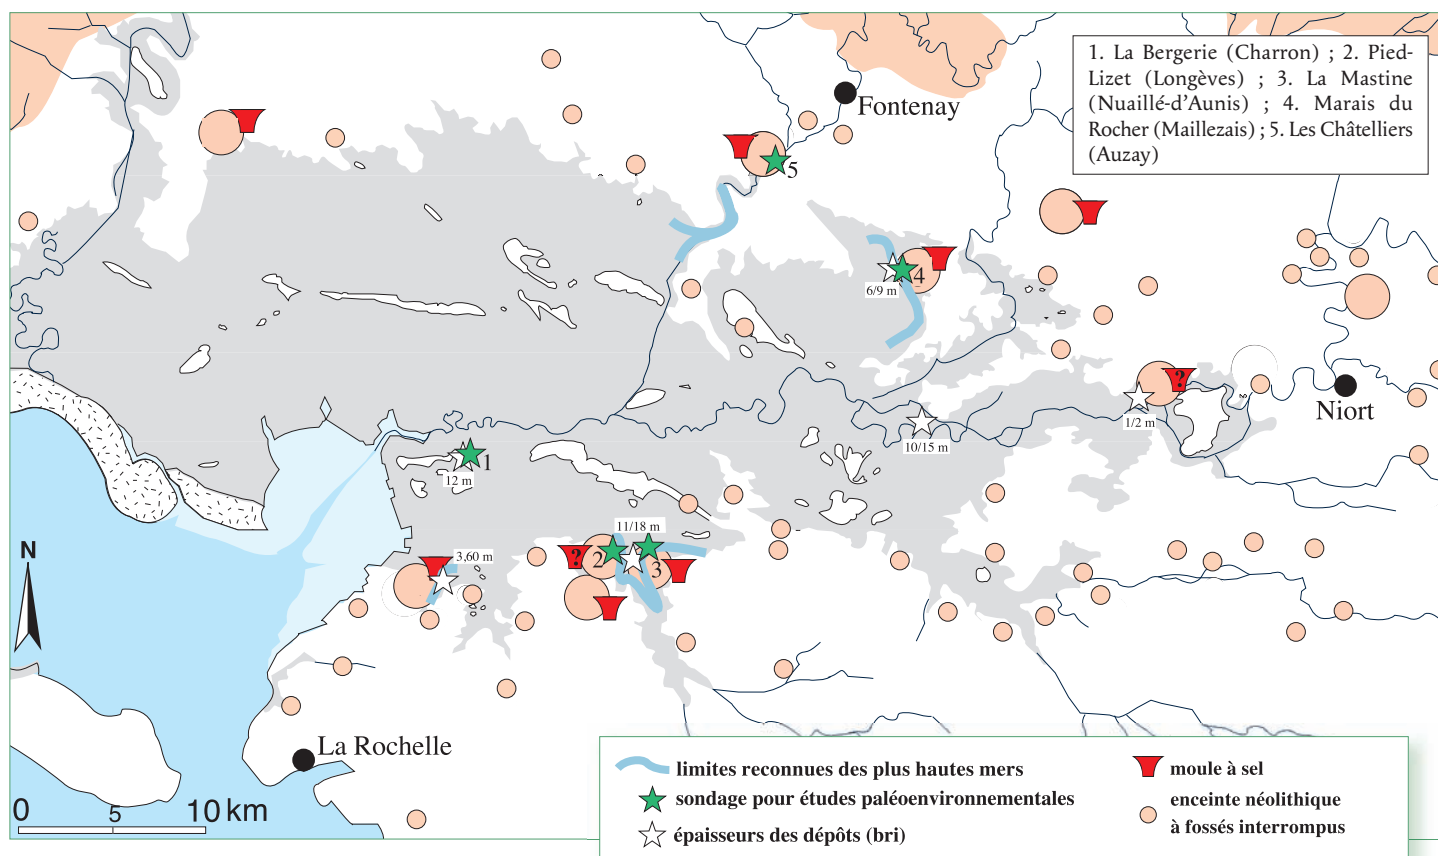 1. La Bergerie (Charron) ; 2. Pied-
Lizet (Longèves) ; 3. La Mastine
(Nuaillé-d'Aunis) ; 4. Marais du
Rocher (Maillezais) ; 5. Les Châtelliers
(Auzay)
Fontenay
5
4
6/9 m
?
Niort
1/2 m
10/15 m
1
12 m
11/18 m
3,60 m
?
2
3
N
La Rochelle
0
5
10 km
limites reconnues des plus hautes mers
sondage pour études paléoenvironnementales
épaisseurs des dépôts (bri)
moule à sel
enceinte néolithique
à fossés interrompus